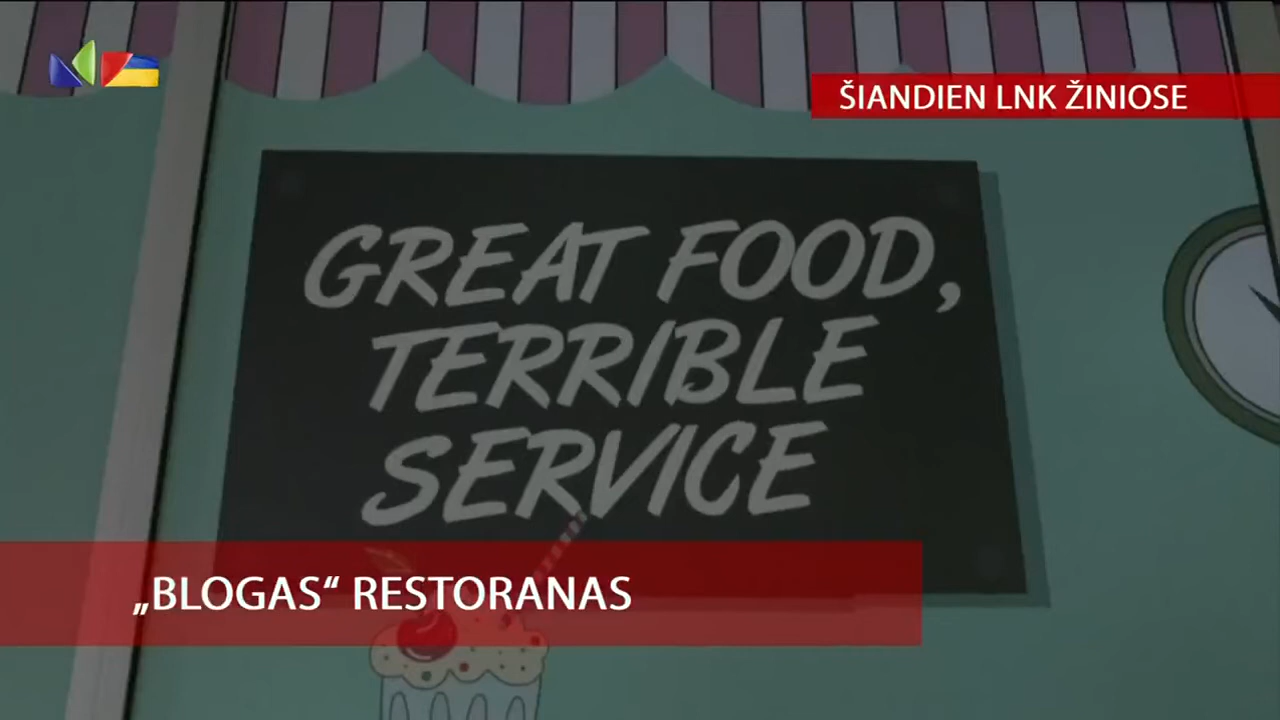 ŠIANDIEN LNK ŽINIOSE
GREAT FOOD,
TERRIBLE
SERVICE
„BLOGAS“ RESTORANAS